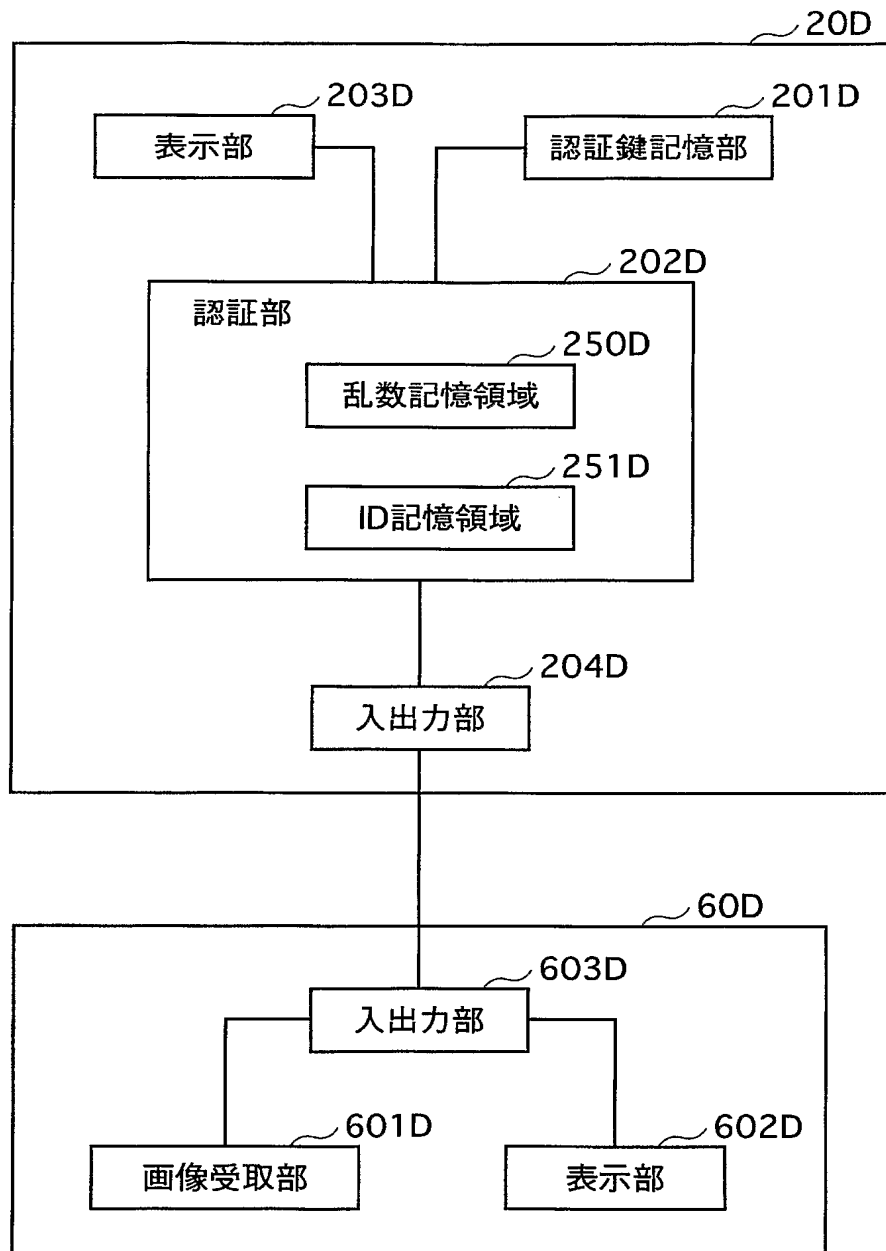 20D
203D
201D
表示部
認証鍵記憶部
202D
認証部
250D
乱数記憶領域
251D
ID記憶領域
204D
入出力部
60D
603D
入出力部
601D
602D
画像受取部
表示部